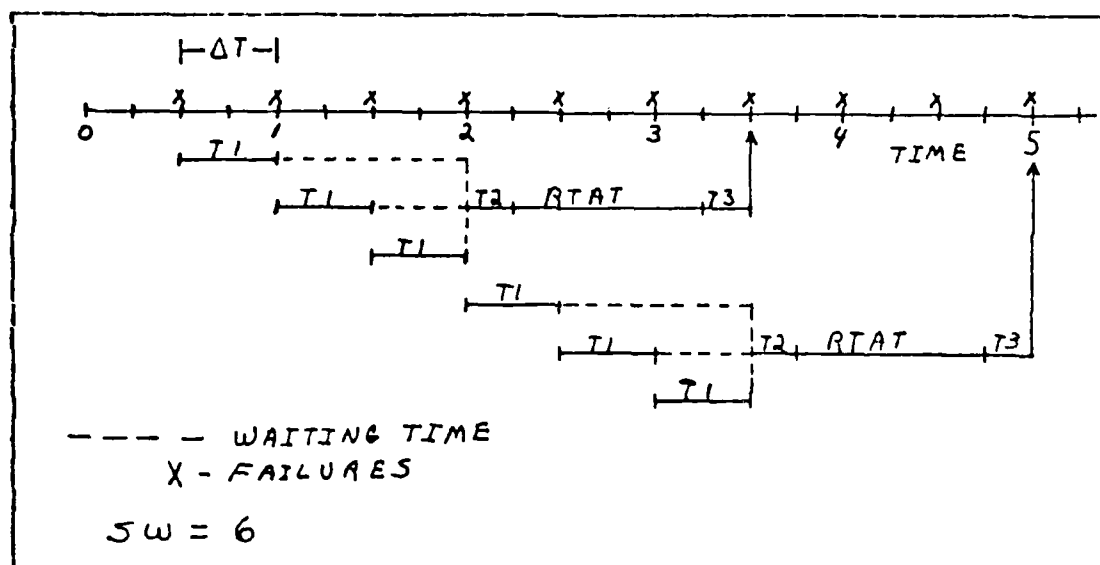 ΔT
X X X X X X X X X X
0 1 2 3 4 5
TIME
T1
T1 T2 RTAT T3
T1
T1
T1 T2 RTAT T3
T1
---- WAITING TIME
X - FAILURES
SW = 6